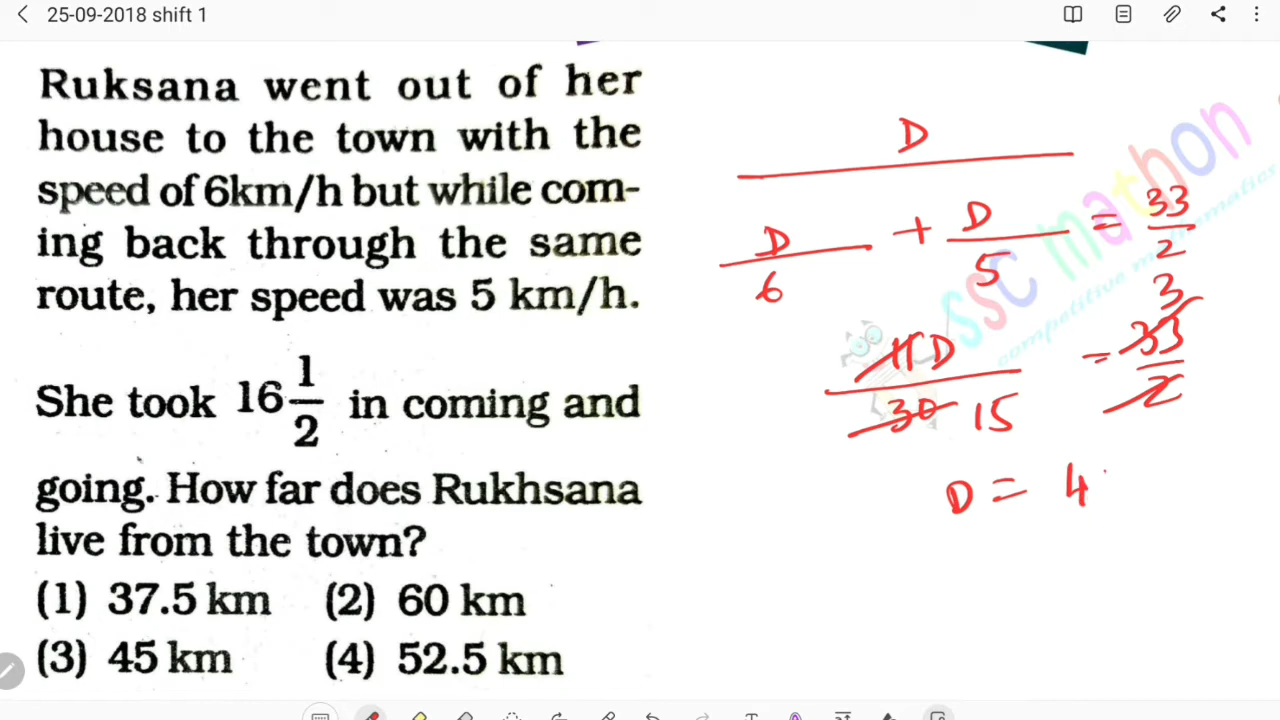 25-09-2018 shift 1
Ruksana went out of her
house to the town with the
speed of 6km/h but while com-
ing back through the same
route, her speed was 5 km/h.
She took 16 1/2 in coming and
going. How far does Rukhsana
live from the town?
(1) 37.5 km (2) 60 km
(3) 45 km (4) 52.5 km
D
D/6 + D/5 = 33/2
3
11D/30 15 = 33/2
D = 4
ssc mathon
competitive mathematics